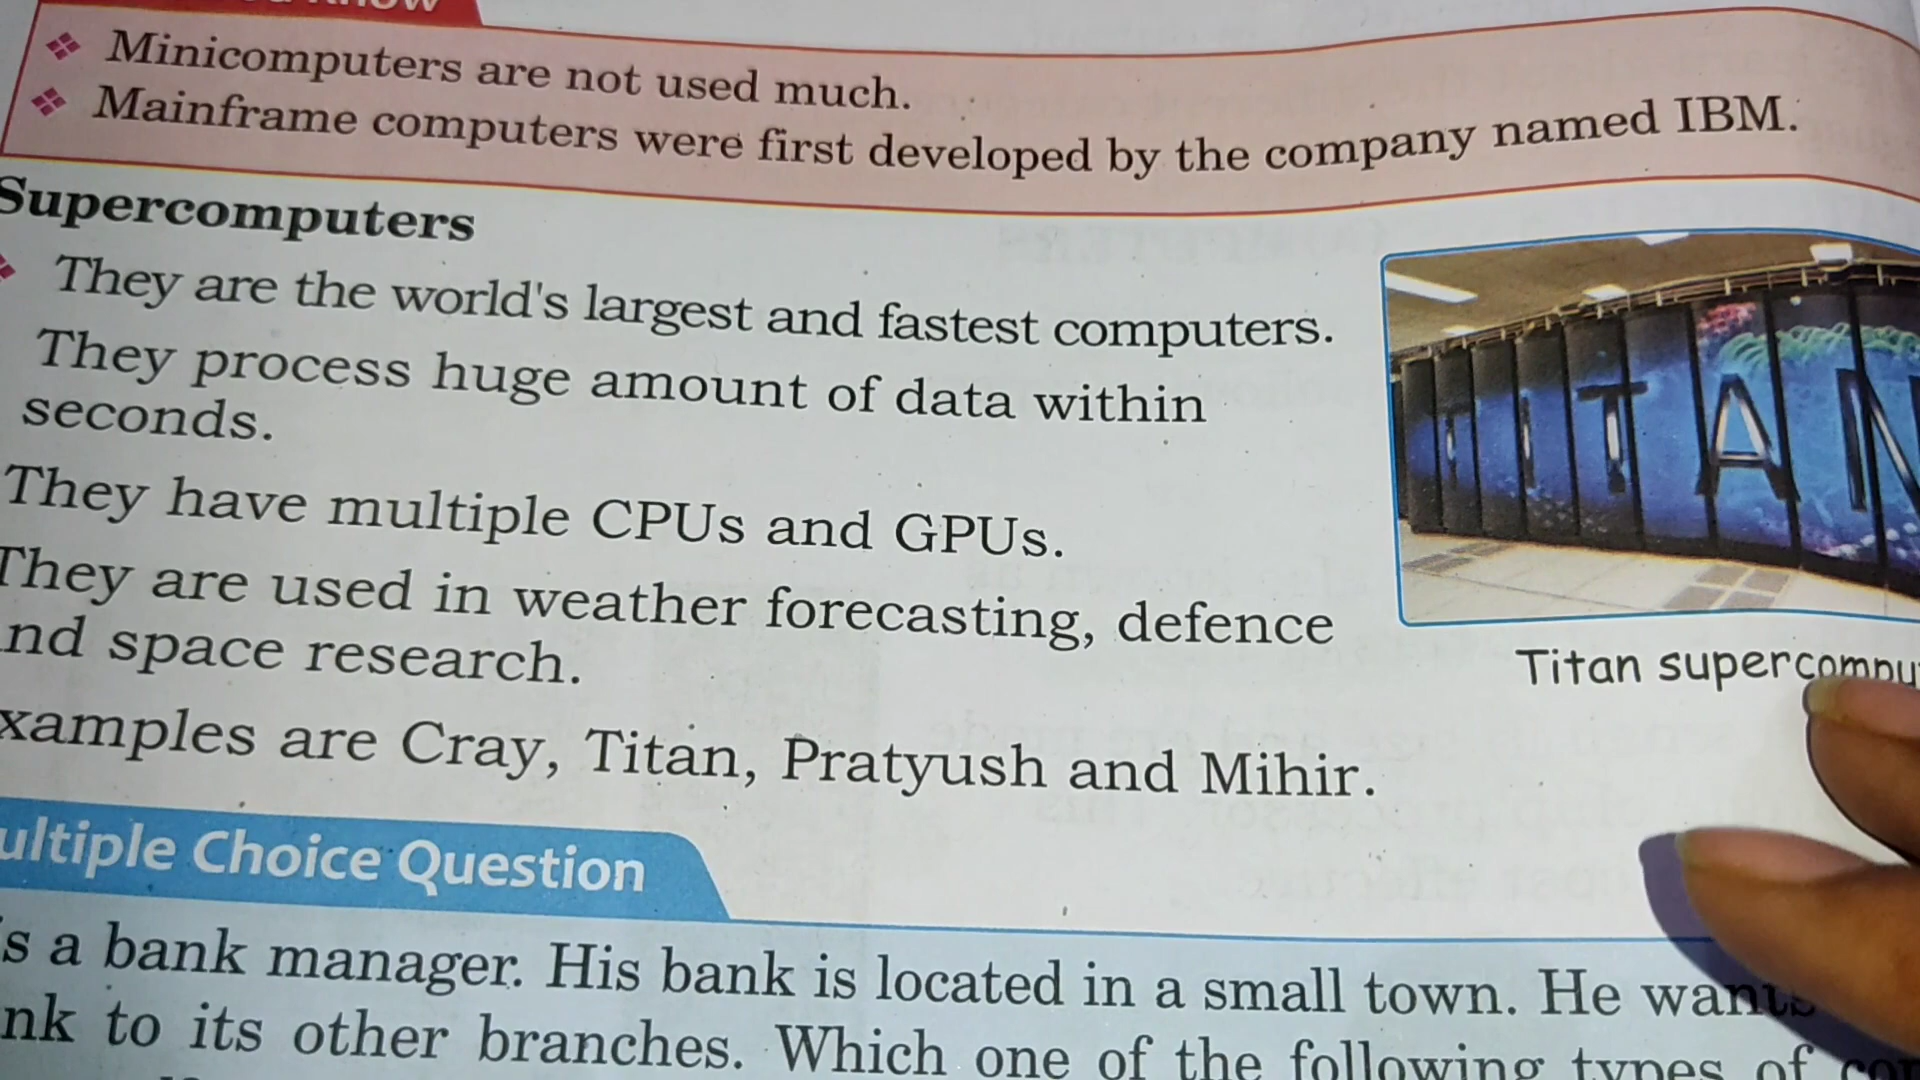 Minicomputers are not used much.
Mainframe computers were first developed by the company named IBM.
Supercomputers
They are the world's largest and fastest computers.
They process huge amount of data within
seconds.
They have multiple CPUs and GPUs.
They are used in weather forecasting, defence
nd space research.
xamples are Cray, Titan, Pratyush and Mihir.
TITAN
Titan supercompu
ultiple Choice Question
s a bank manager. His bank is located in a small town. He wants
nk to its other branches. Which one of the following types of